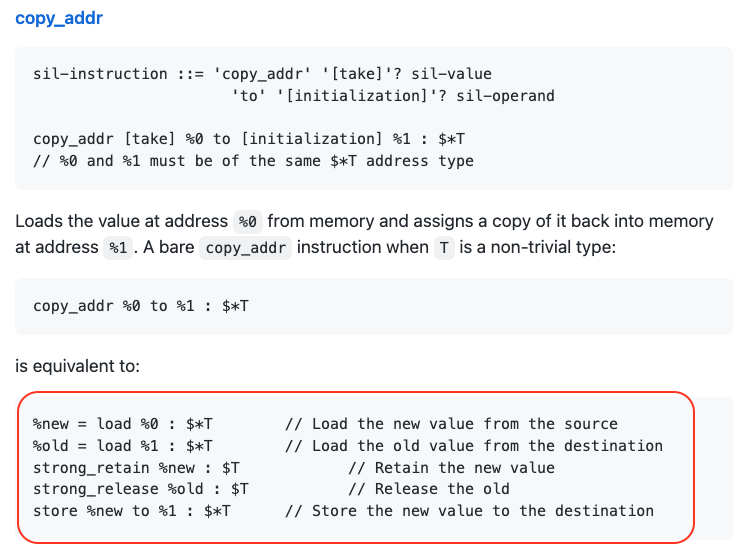 copy_addr
sil-instruction ::= 'copy_addr' '[take]'? sil-value
                      'to' '[initialization]'? sil-operand
copy_addr [take] %0 to [initialization] %1 : $*T
// %0 and %1 must be of the same $*T address type
Loads the value at address %0 from memory and assigns a copy of it back into memory
at address %1. A bare copy_addr instruction when T is a non-trivial type:
copy_addr %0 to %1 : $*T
is equivalent to:
%new = load %0 : $*T        // Load the new value from the source
%old = load %1 : $*T        // Load the old value from the destination
strong_retain %new : $T            // Retain the new value
strong_release %old : $T           // Release the old
store %new to %1 : $*T      // Store the new value to the destination